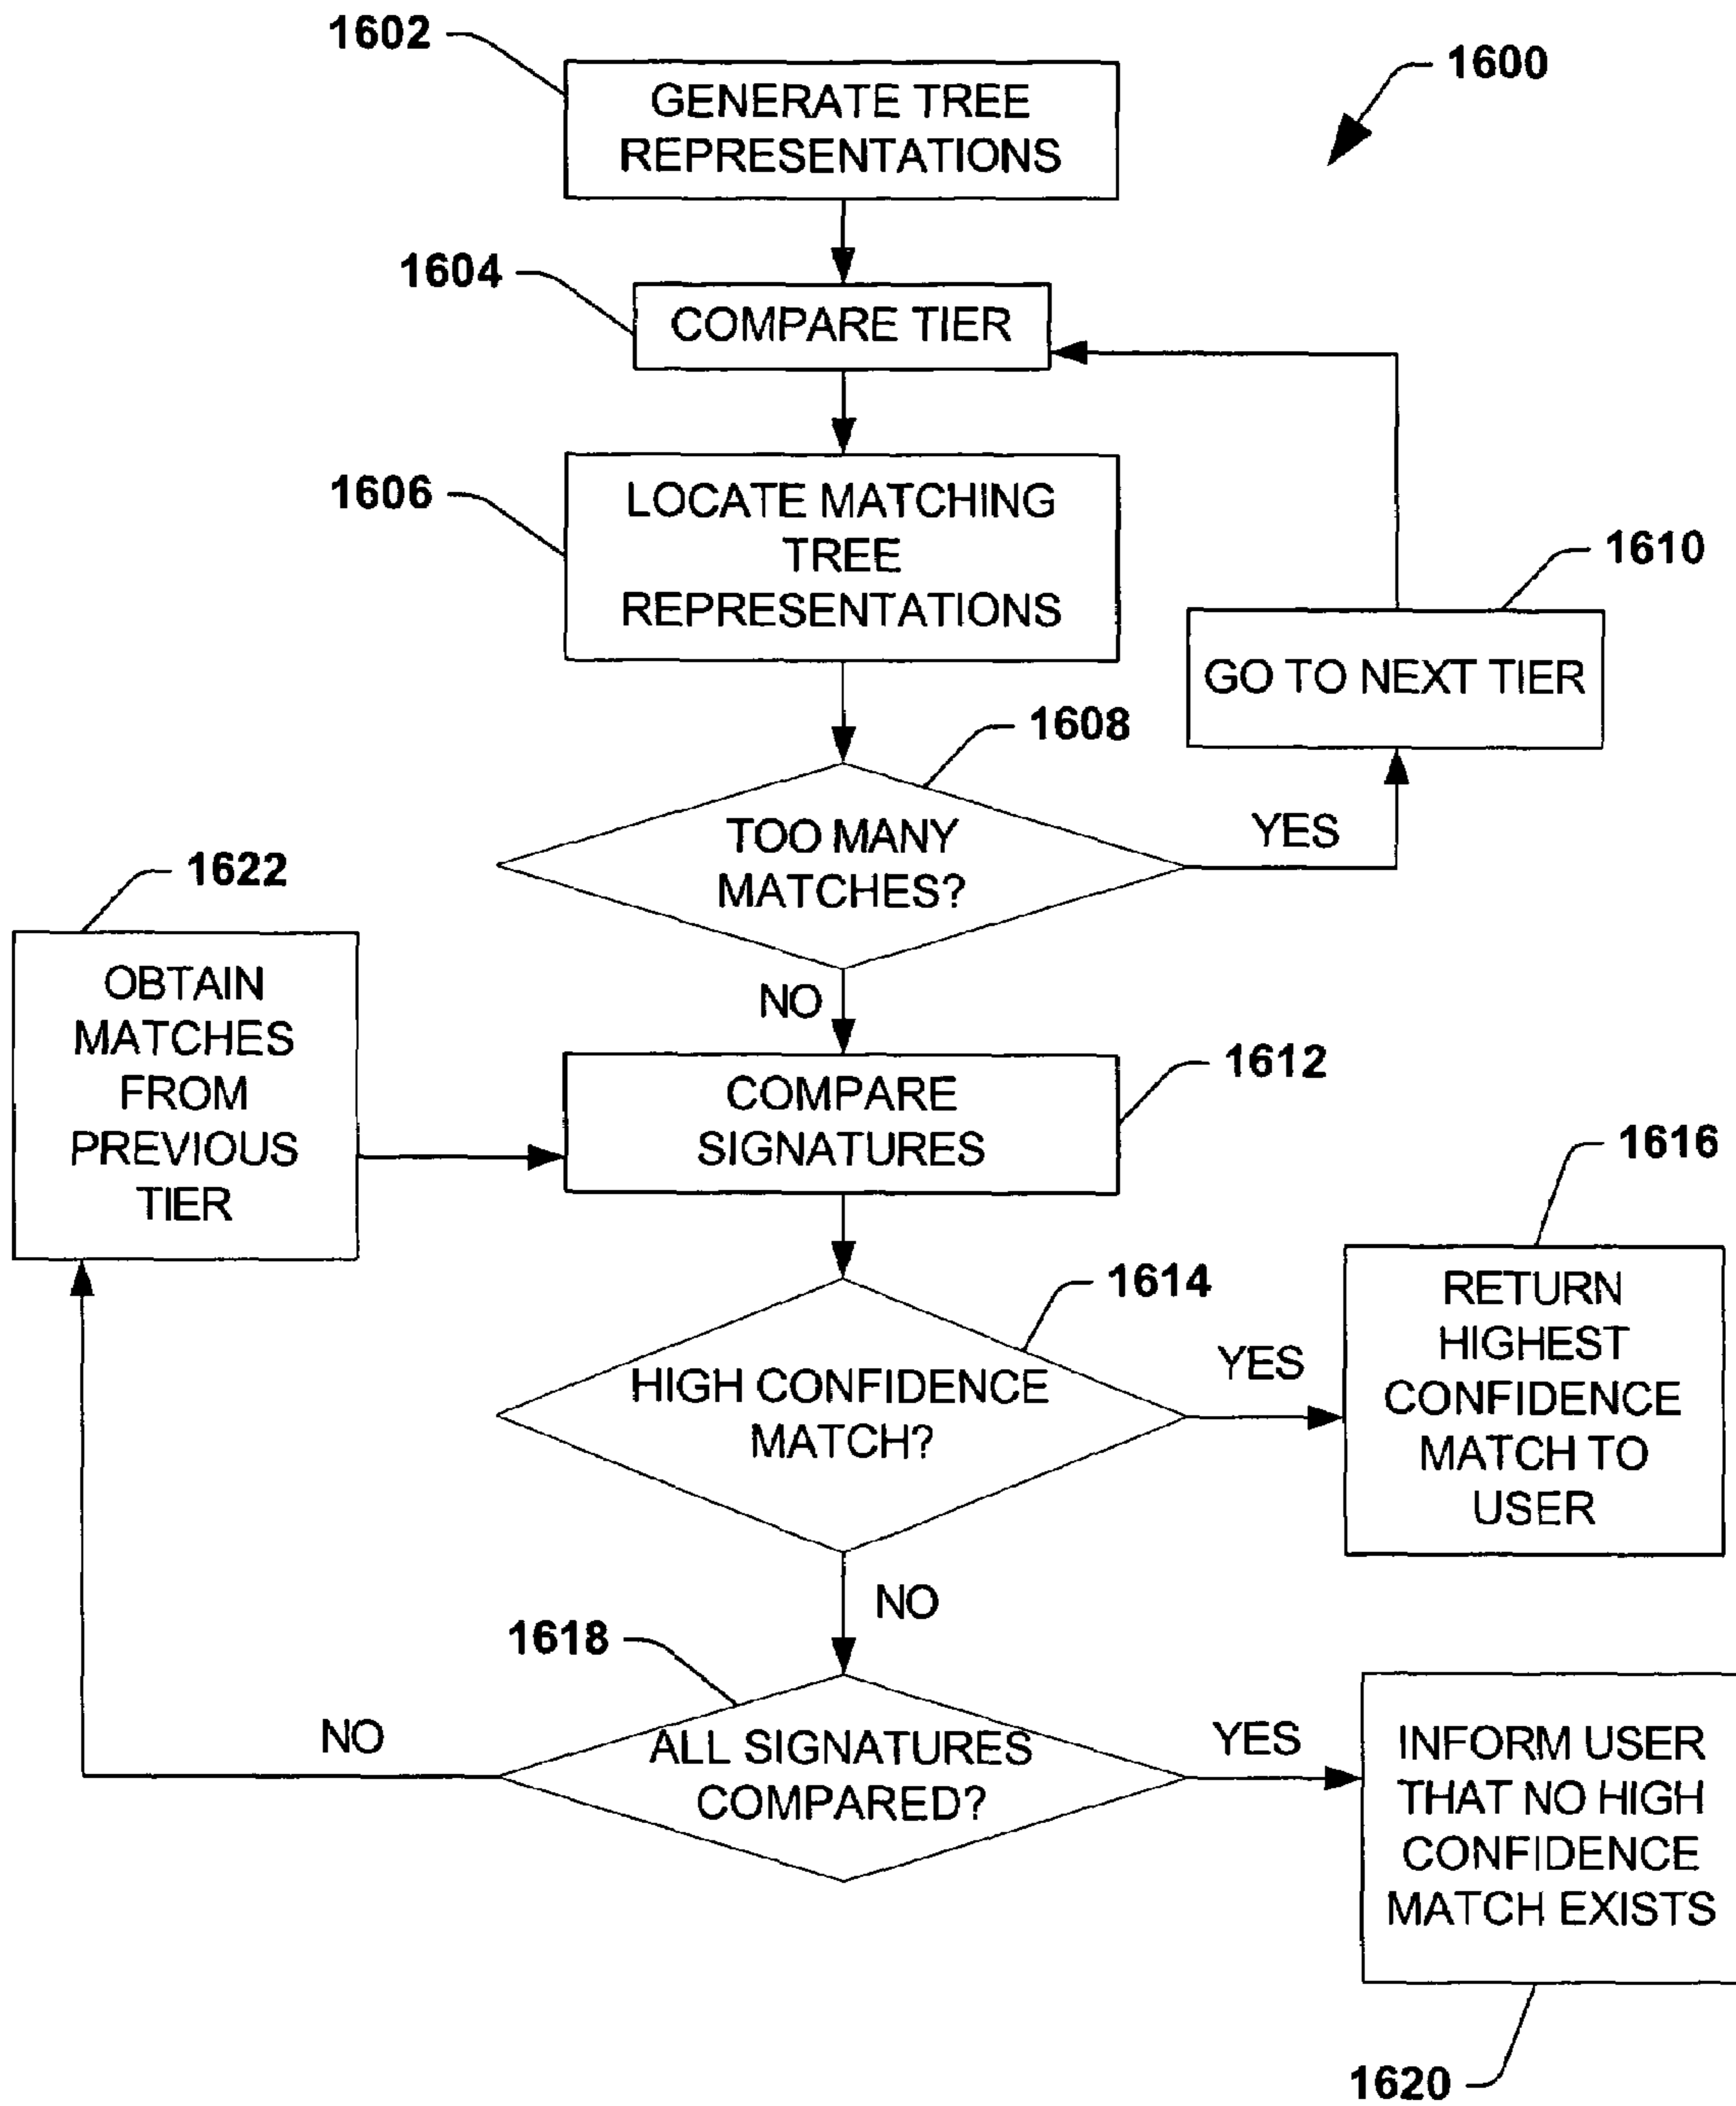 1602
1600
GENERATE TREE
REPRESENTATIONS
1604
COMPARE TIER
1606
LOCATE MATCHING
TREE
REPRESENTATIONS
1610
GO TO NEXT TIER
1608
TOO MANY
MATCHES?
YES
1622
OBTAIN
MATCHES
FROM
PREVIOUS
TIER
NO
1612
COMPARE
SIGNATURES
1616
1614
HIGH CONFIDENCE
MATCH?
YES
RETURN
HIGHEST
CONFIDENCE
MATCH TO
USER
NO
1618
ALL SIGNATURES
COMPARED?
NO
YES
INFORM USER
THAT NO HIGH
CONFIDENCE
MATCH EXISTS
1620